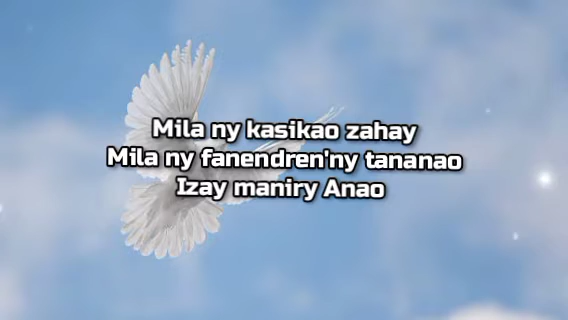 Mila ny kasikao zahay
Mila ny fanendren'ny tananao
Izay maniry Anao